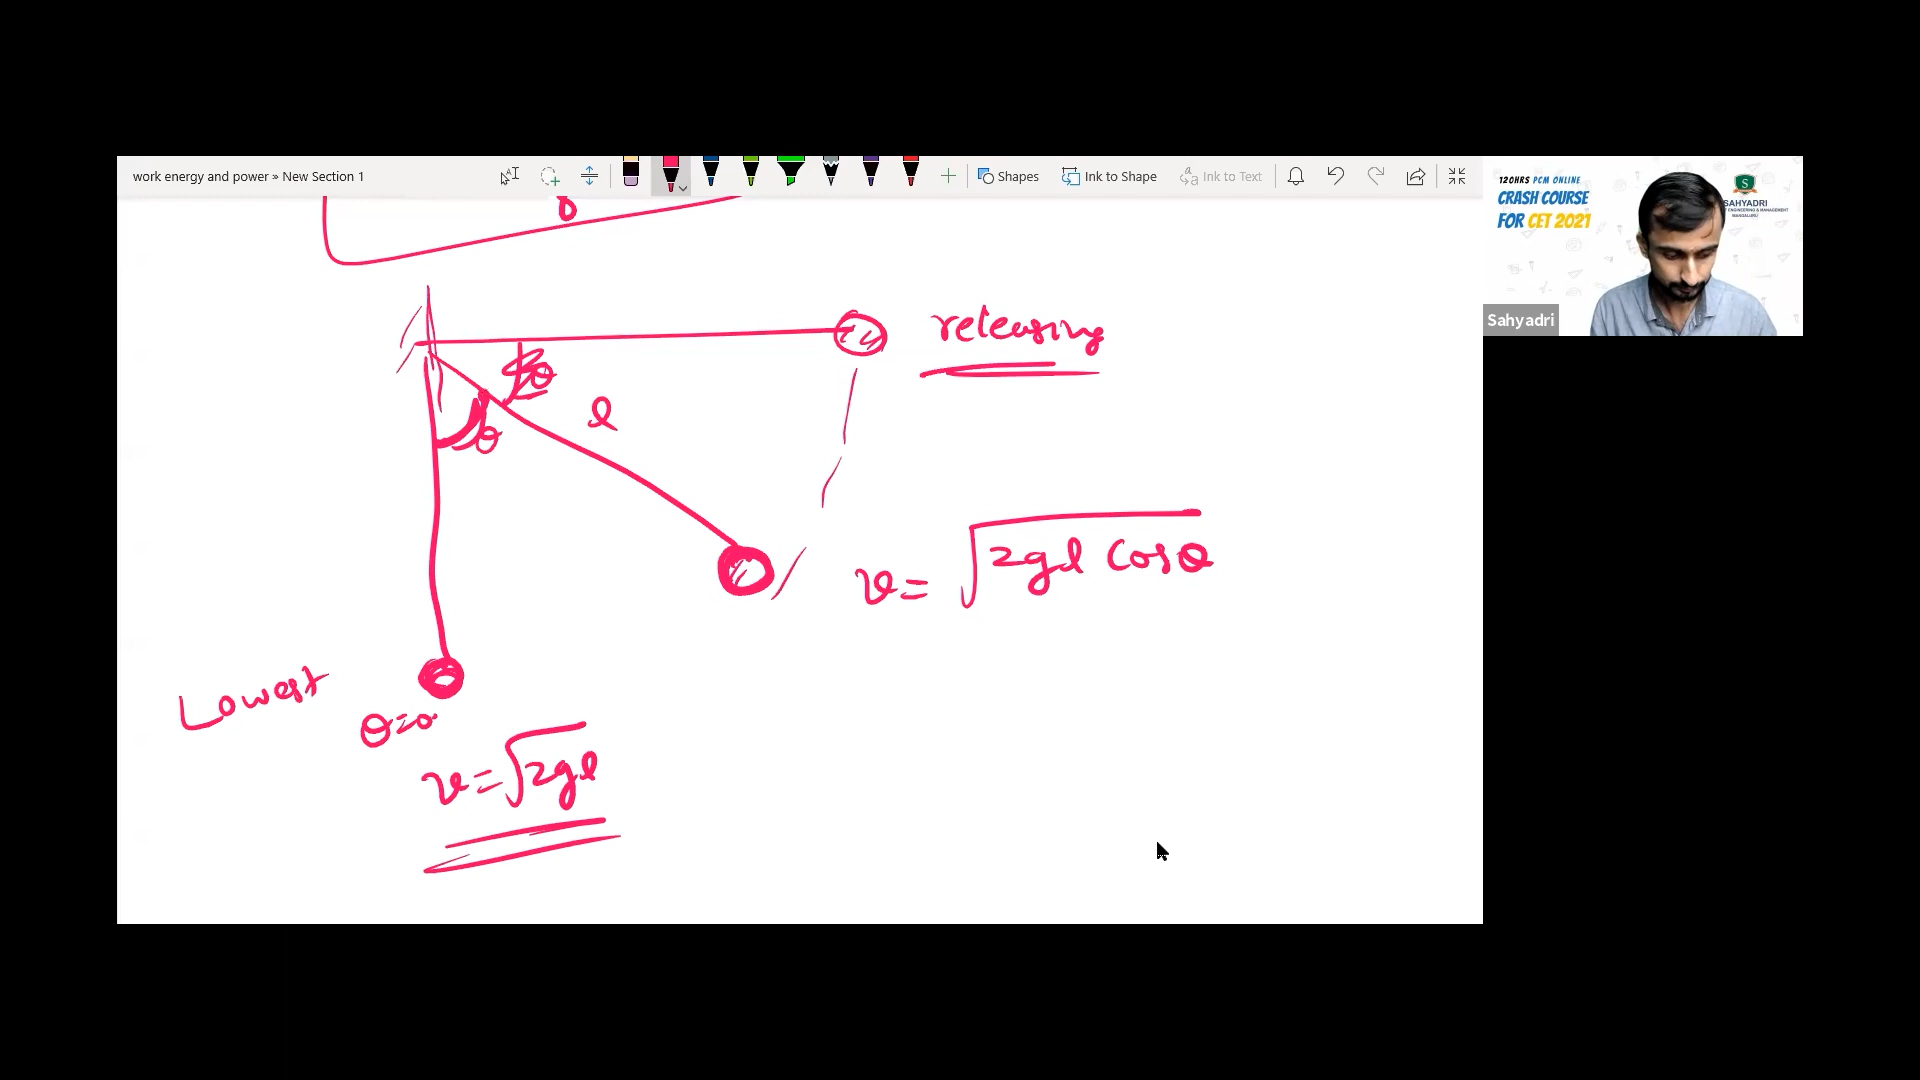 work energy and power » New Section 1
Shapes
Ink to Shape
Ink to Text
120HRS PCM ONLINE
CRASH COURSE
FOR CET 2021
S
SAHYADRI
Sahyadri
releasing
θ
l
θ
v = √2gl Cosθ
Lowest
θ=0°
v = √2gl